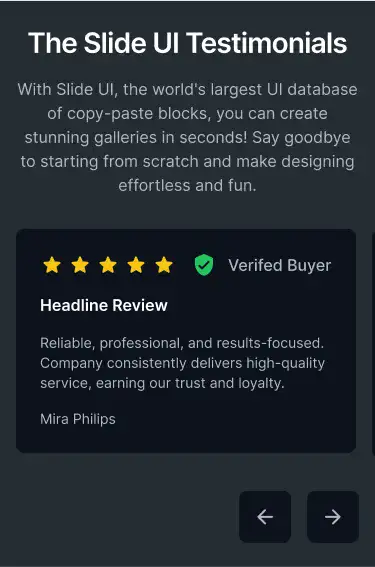 The Slide UI Testimonials
With Slide UI, the world's largest UI database
of copy-paste blocks, you can create
stunning galleries in seconds! Say goodbye
to starting from scratch and make designing
effortless and fun.
Verifed Buyer
Headline Review
Reliable, professional, and results-focused.
Company consistently delivers high-quality
service, earning our trust and loyalty.
Mira Philips